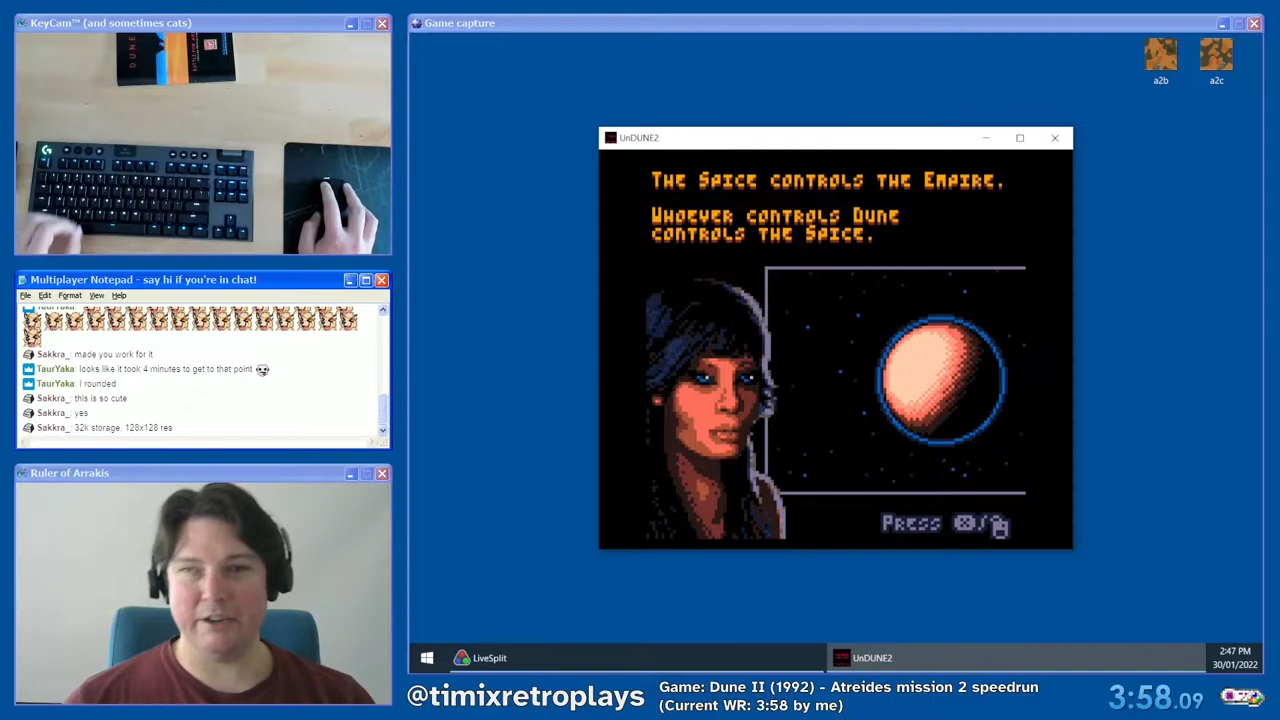 KeyCam™ (and sometimes cats)
DUNE
Multiplayer Notepad - say hi if you're in chat!
File Edit Format View Help
TaurYaka
Sakkra_: made you work for it
TaurYaka: looks like it took 4 minutes to get to that point
TaurYaka: I rounded
Sakkra_: this is so cute
Sakkra_: yes
Sakkra_: 32k storage. 128x128 res
Ruler of Arrakis
Game capture
a2b a2c
UnDUNE2
The Spice controls the Empire.
Whoever controls Dune
controls the Spice.
Press
LiveSplit
UnDUNE2
2:47 PM
30/01/2022
@timixretroplays
Game: Dune II (1992) - Atreides mission 2 speedrun
(Current WR: 3:58 by me)
3:58.09